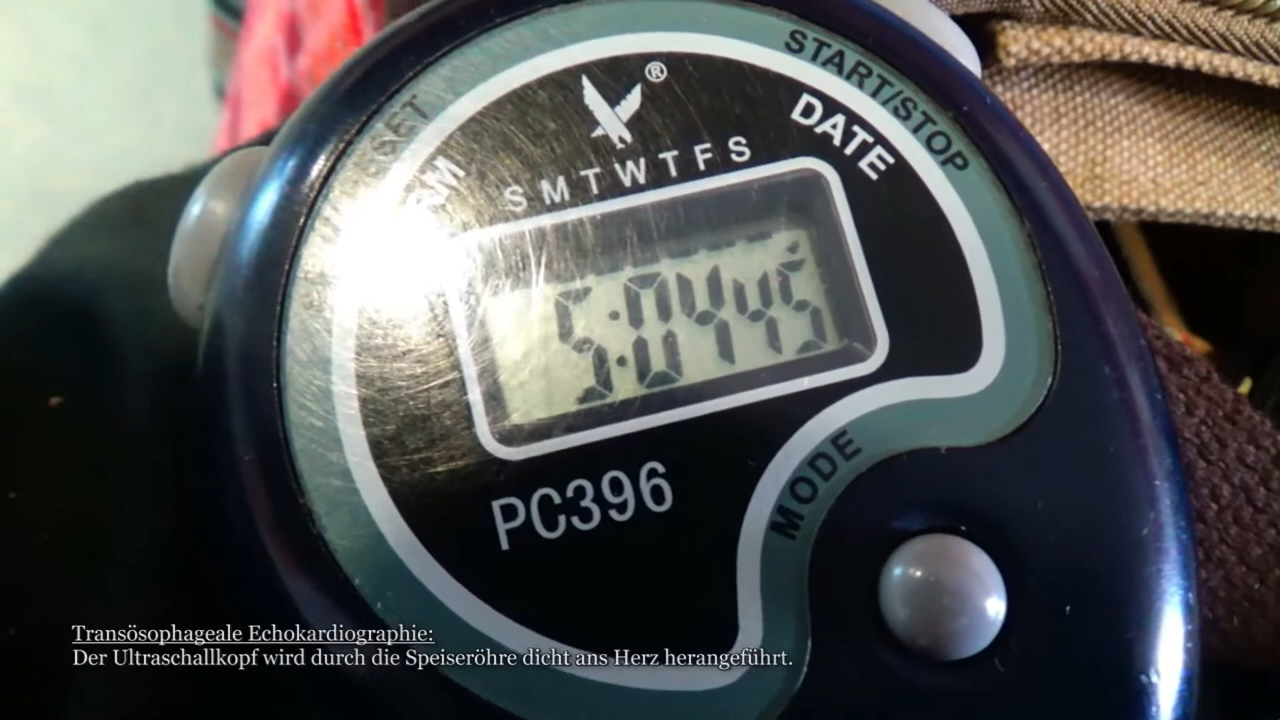 START/STOP
SET
DATE
®
S M T W T F S
5:0445
PC396
MODE
Transösophageale Echokardiographie:
Der Ultraschallkopf wird durch die Speiseröhre dicht ans Herz herangeführt.